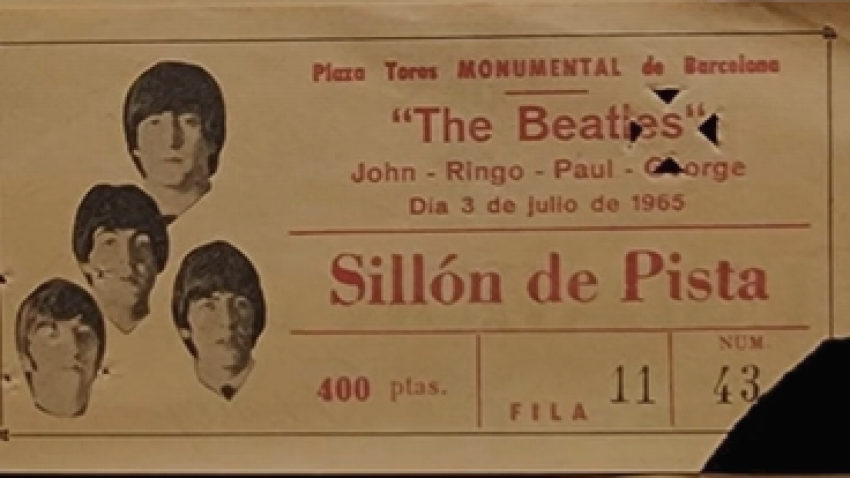 Plaza Toros MONUMENTAL de Barcelona
"The Beatles"
John - Ringo - Paul - George
Día 3 de julio de 1965
Sillón de Pista
400 ptas.
FILA 11
NUM.
43